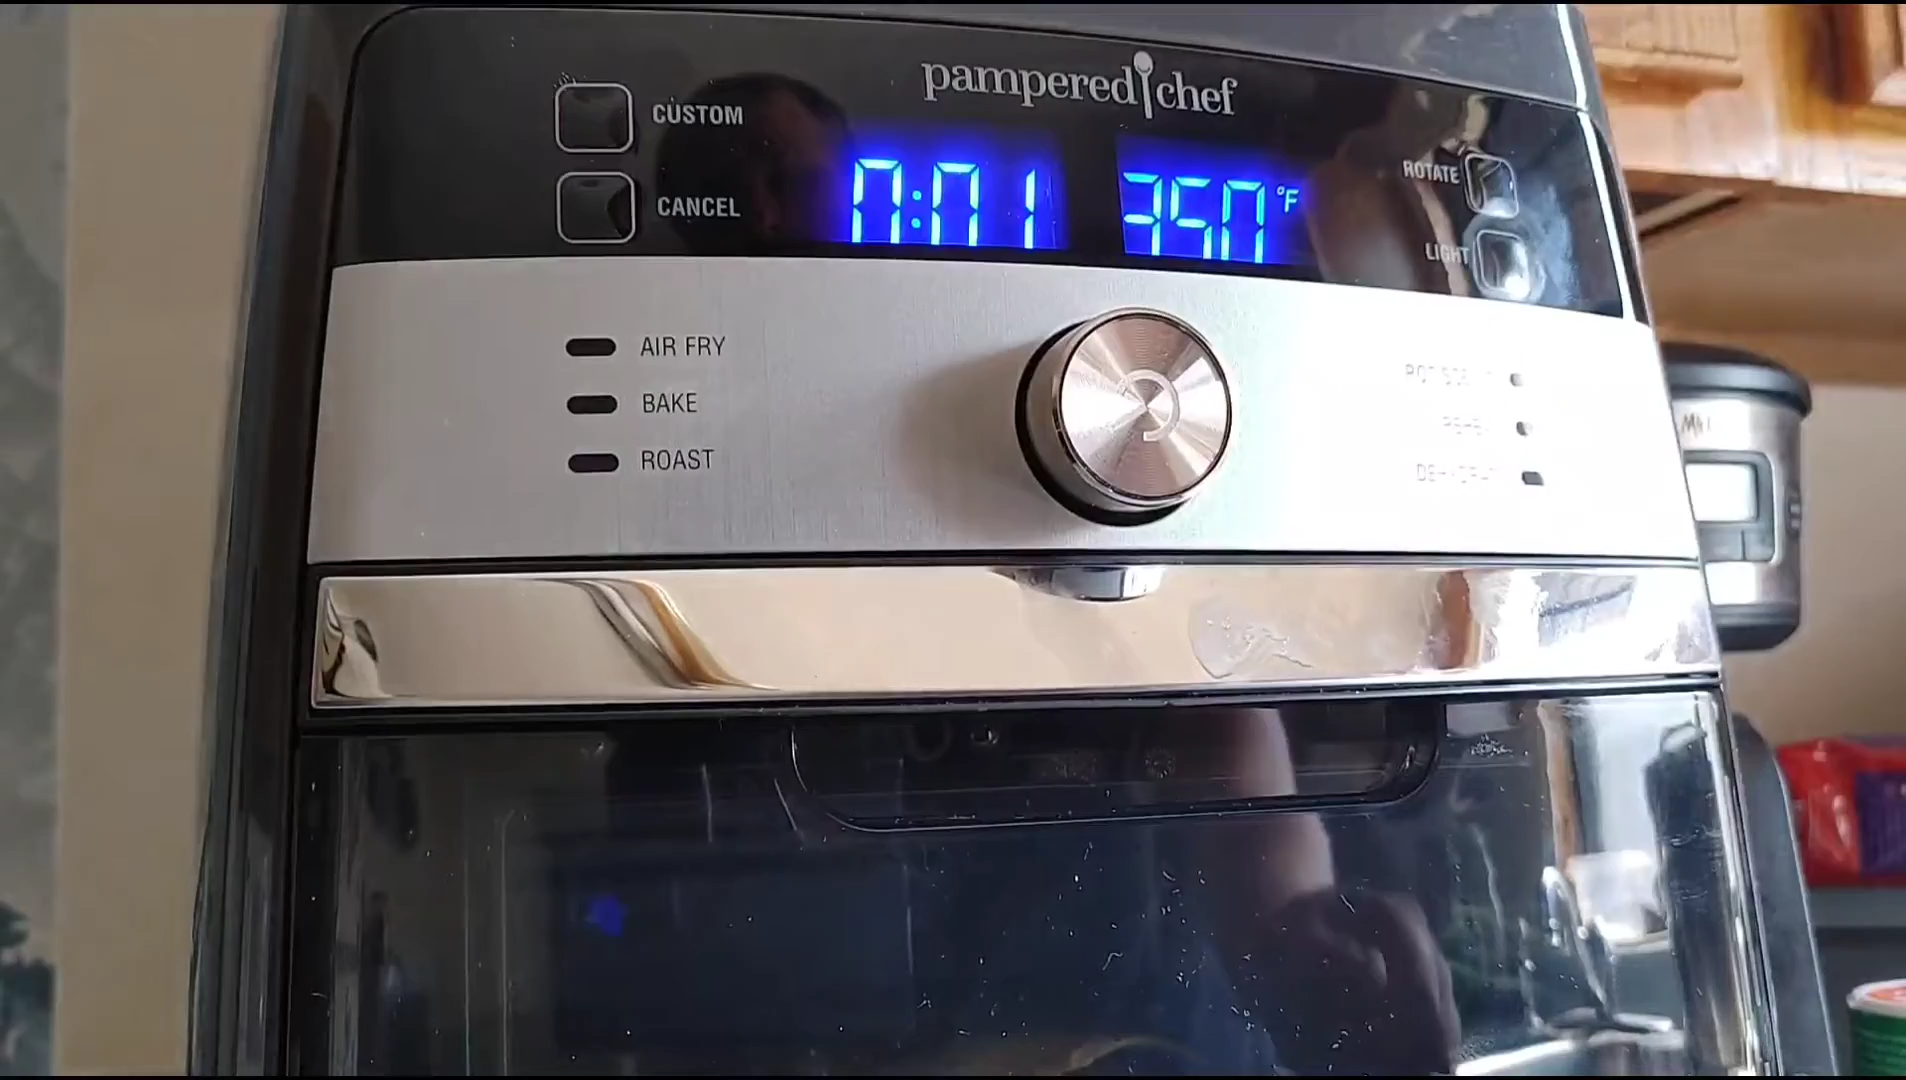 pampered chef
CUSTOM
CANCEL
0:01
350 °F
ROTATE
LIGHT
AIR FRY
BAKE
ROAST